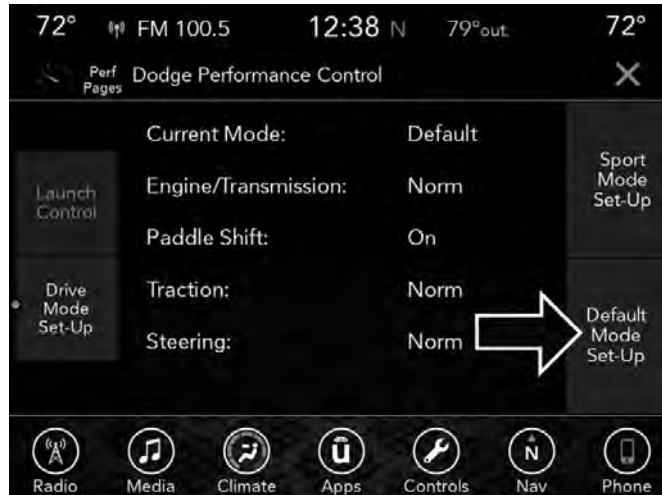 72° FM 100.5 12:38 N 79°out 72°
Perf
Pages
Dodge Performance Control
X
Current Mode: Default
Engine/Transmission: Norm
Paddle Shift: On
Traction: Norm
Steering: Norm
Launch
Control
Drive
Mode
Set-Up
Sport
Mode
Set-Up
Default
Mode
Set-Up
Radio
Media
Climate
û
Apps
Controls
N
Nav
Phone